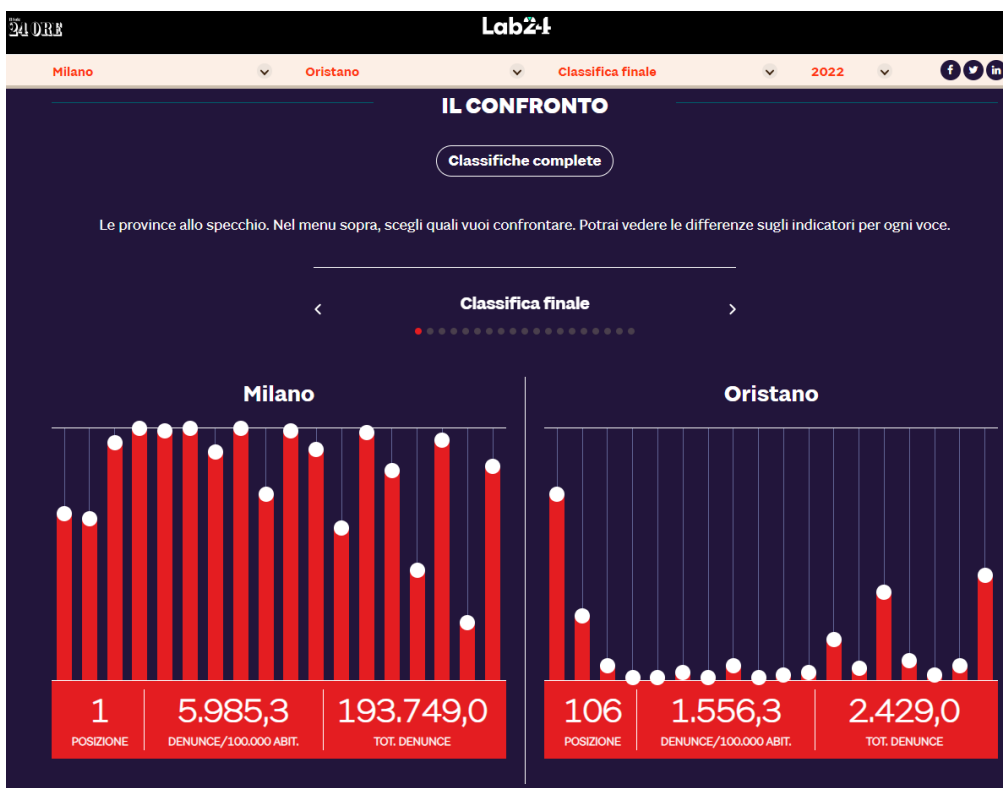 24 ORE
Lab24
Milano
Oristano
Classifica finale
2022
f
in
IL CONFRONTO
Classifiche complete
Le province allo specchio. Nel menu sopra, scegli quali vuoi confrontare. Potrai vedere le differenze sugli indicatori per ogni voce.
Classifica finale
Milano
Oristano
1
5.985,3
193.749,0
POSIZIONE
DENUNCE/100.000 ABIT.
TOT. DENUNCE
106
1.556,3
2.429,0
POSIZIONE
DENUNCE/100.000 ABIT.
TOT. DENUNCE